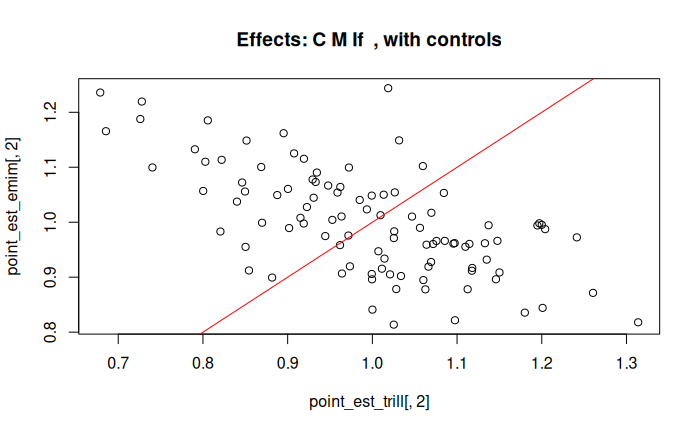 Effects: C M If , with controls
point_est_emim[, 2]
1.2
1.1
1.0
0.9
0.8
0.7 0.8 0.9 1.0 1.1 1.2 1.3
point_est_trill[, 2]